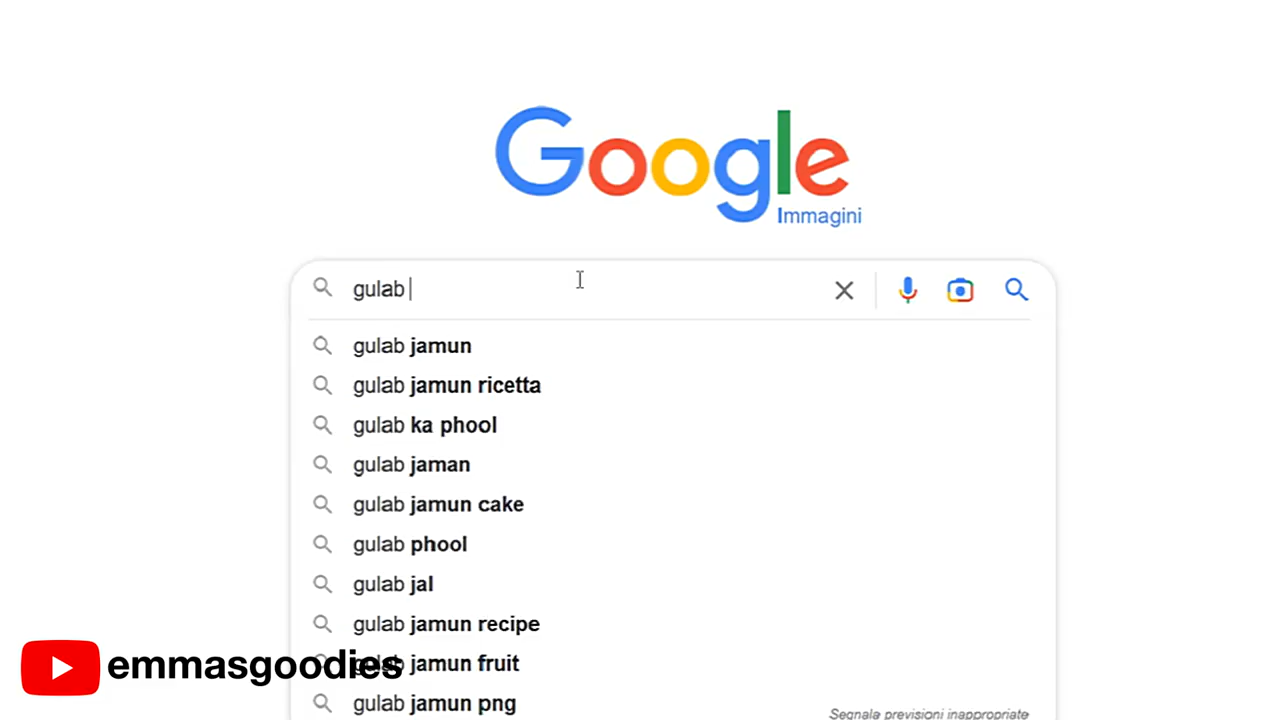 Google
Immagini
gulab
gulab jamun
gulab jamun ricetta
gulab ka phool
gulab jaman
gulab jamun cake
gulab phool
gulab jal
gulab jamun recipe
gulab jamun fruit
emmasgoodies
gulab jamun png
Segnala previsioni inappropriate